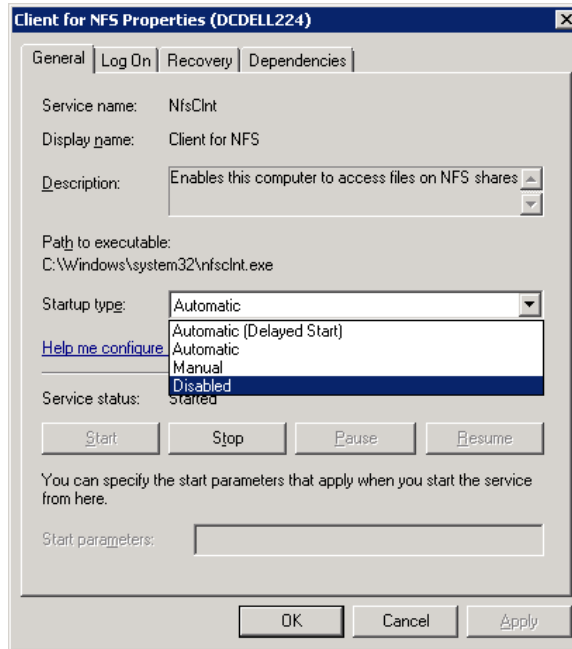 Client for NFS Properties (DCDELL224)
General Log On Recovery Dependencies
Service name: NfsClnt
Display name: Client for NFS
Description: Enables this computer to access files on NFS shares
Path to executable:
C:\Windows\system32\nfsclnt.exe
Startup type: Automatic
Automatic (Delayed Start)
Help me configure Automatic
Manual
Disabled
Service status: Started
Start Stop Pause Resume
You can specify the start parameters that apply when you start the service
from here.
Start parameters:
OK Cancel Apply